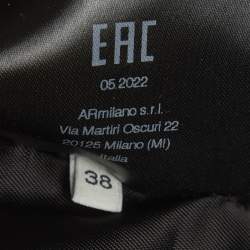 EAC
05.2022
ARmilano s.r.l.
Via Martiri Oscuri 22
20125 Milano (MI)
Italia
38